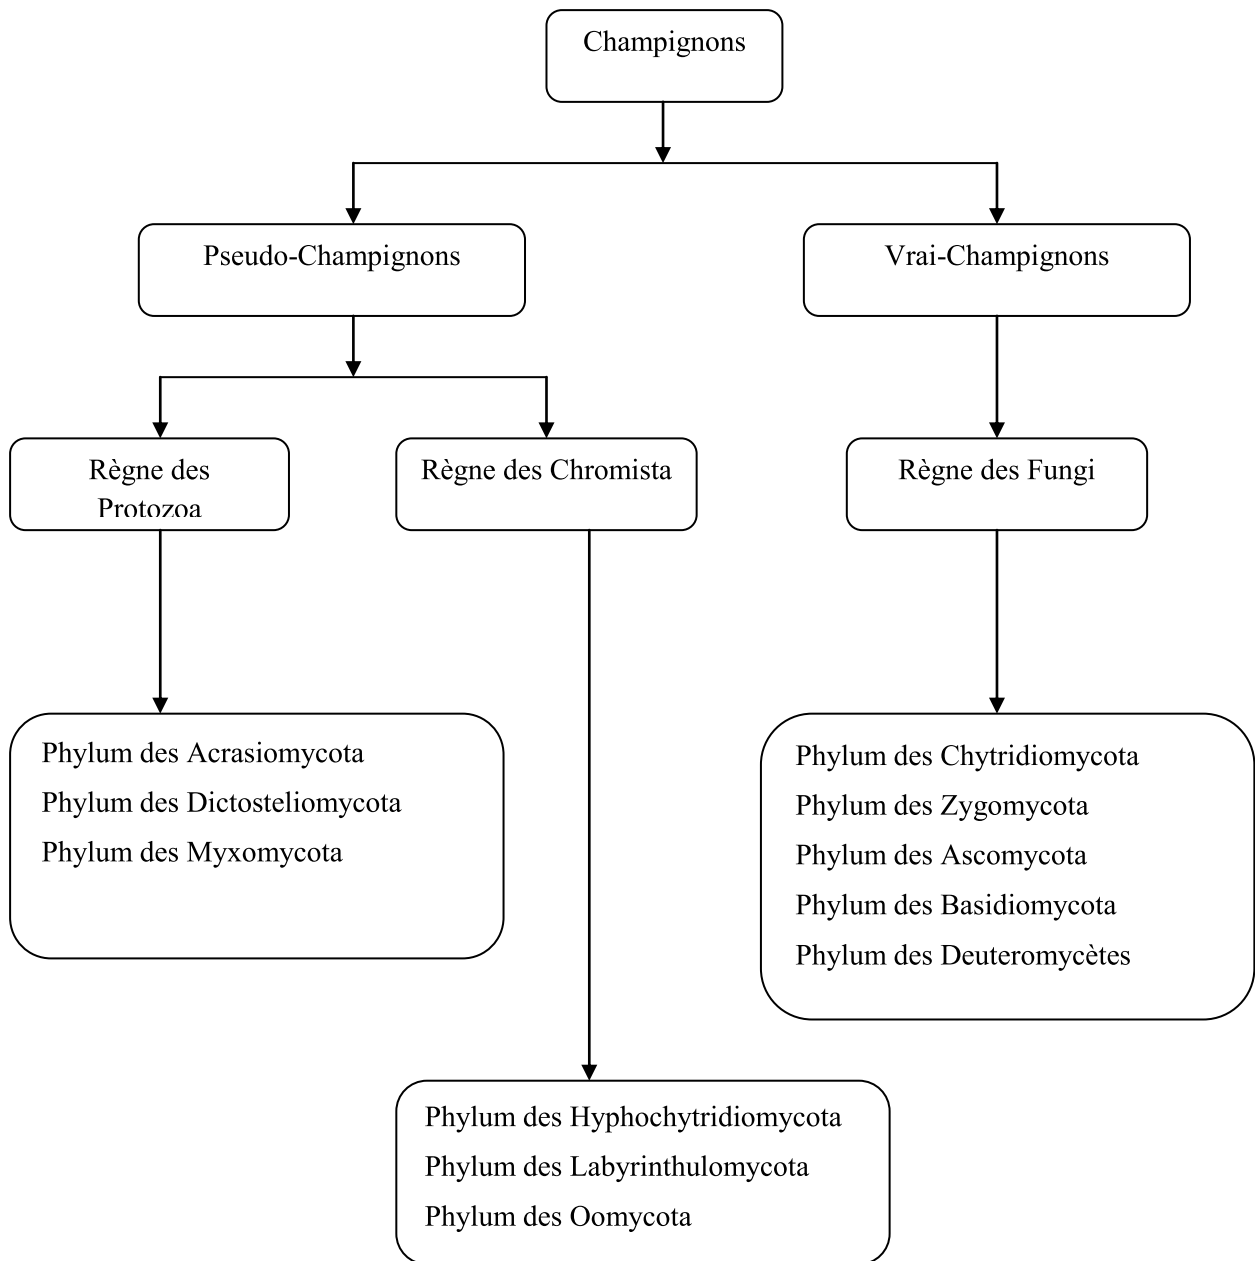 Champignons
Pseudo-Champignons
Vrai-Champignons
Règne des
Protozoa
Règne des Chromista
Règne des Fungi
Phylum des Acrasiomycota
Phylum des Dictosteliomycota
Phylum des Myxomycota
Phylum des Chytridiomycota
Phylum des Zygomycota
Phylum des Ascomycota
Phylum des Basidiomycota
Phylum des Deuteromycètes
Phylum des Hyphochytridiomycota
Phylum des Labyrinthulomycota
Phylum des Oomycota